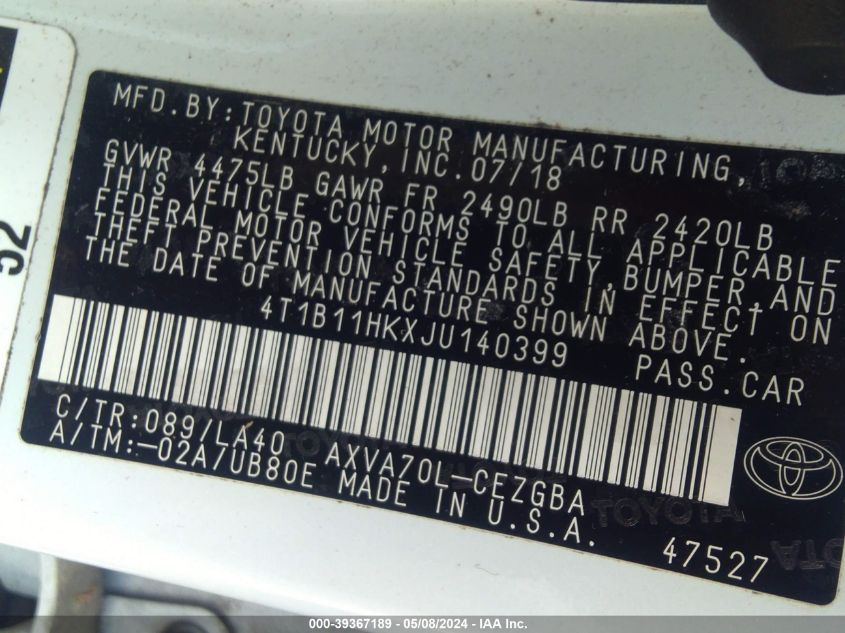 MFD.BY:TOYOTA MOTOR MANUFACTURING,
KENTUCKY, INC.07/18
GVWR 4475LB GAWR FR 2490LB RR 2420LB
THIS VEHICLE CONFORMS TO ALL APPLICABLE
FEDERAL MOTOR VEHICLE SAFETY,BUMPER,AND
THEFT PREVENTION STANDARDS IN EFFECT ON
THE DATE OF MANUFACTURE SHOWN ABOVE.
4T1B11HKXJU140399 PASS.CAR
C/TR:089/LA40 AXVA70L-CEZGBA
A/TM:-02A/UB80E MADE IN U.S.A.
TOYOTA
47527
52
000-39367189 - 05/08/2024 - IAA Inc.